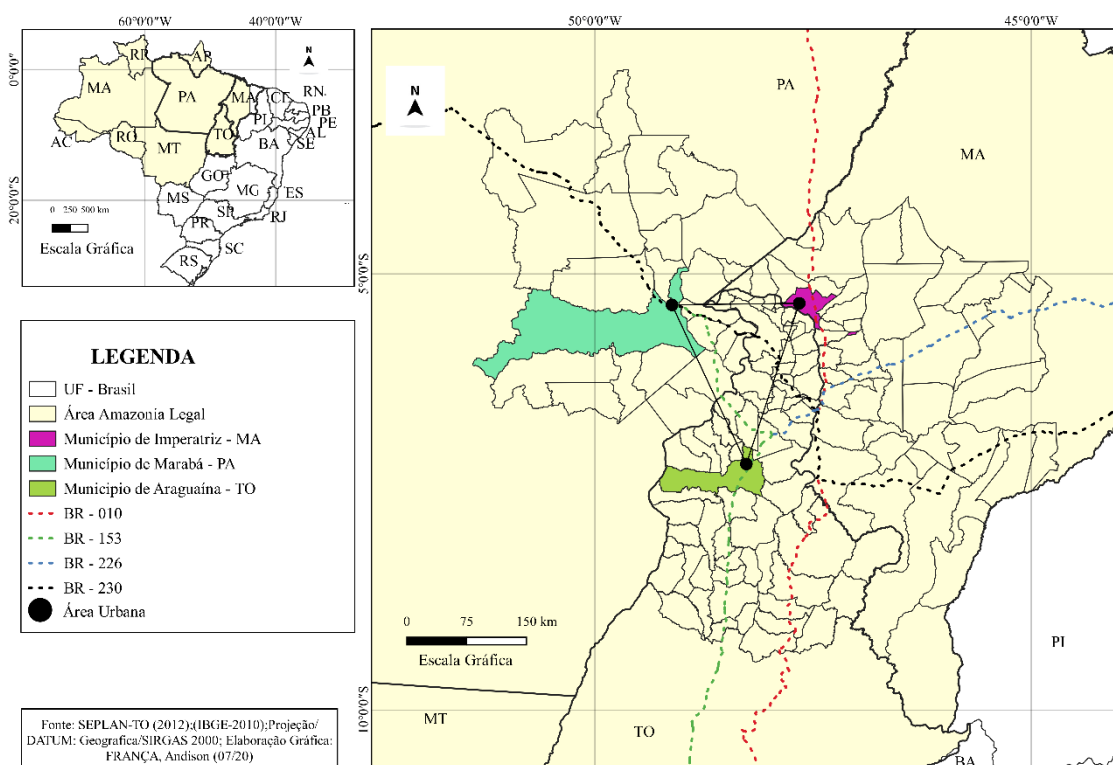 60°0'0"W 40°0'0"W
N
0°0'0"
20°0'0"S
RR
AP
MA
PA
MA
CE
RN
PB
PE
PI
AL
SE
AC
RO
TO
BA
MT
GO
MG
ES
MS
SP
RJ
PR
SC
RS
0 250 500 km
Escala Gráfica
LEGENDA
UF - Brasil
Área Amazonia Legal
Município de Imperatriz - MA
Município de Marabá - PA
Municipio de Araguaína - TO
BR - 010
BR - 153
BR - 226
BR - 230
Área Urbana
Fonte: SEPLAN-TO (2012);(IBGE-2010);Projeção/
DATUM: Geografica/SIRGAS 2000; Elaboração Gráfica:
FRANÇA, Andison (07/20)
50°0'0"W 45°0'0"W
5°0'0"S
10°0'0"S
N
PA
MA
PI
MT
TO
BA
0 75 150 km
Escala Gráfica